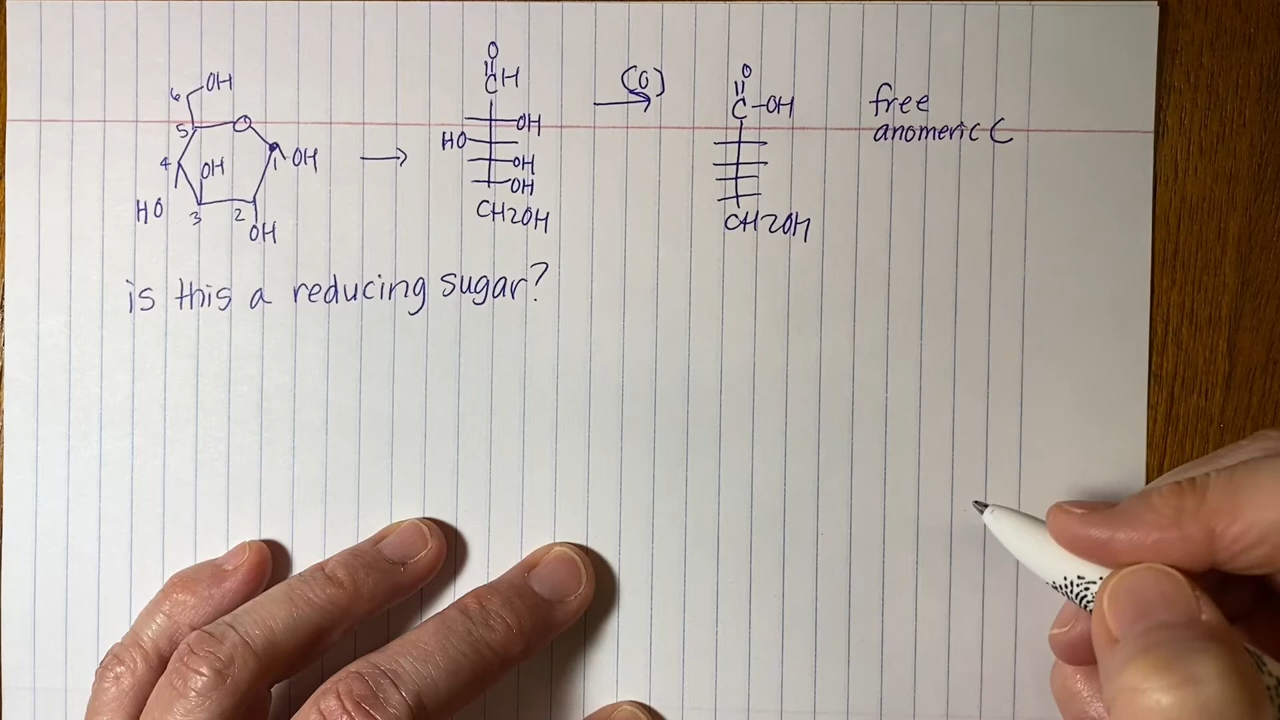 6 OH
5 O
4 OH 1 OH
HO 3 2
OH
O
CH
OH
HO
OH
OH
CH2OH
(O)
O
C-OH
CH2OH
free
anomeric C
is this a reducing sugar?